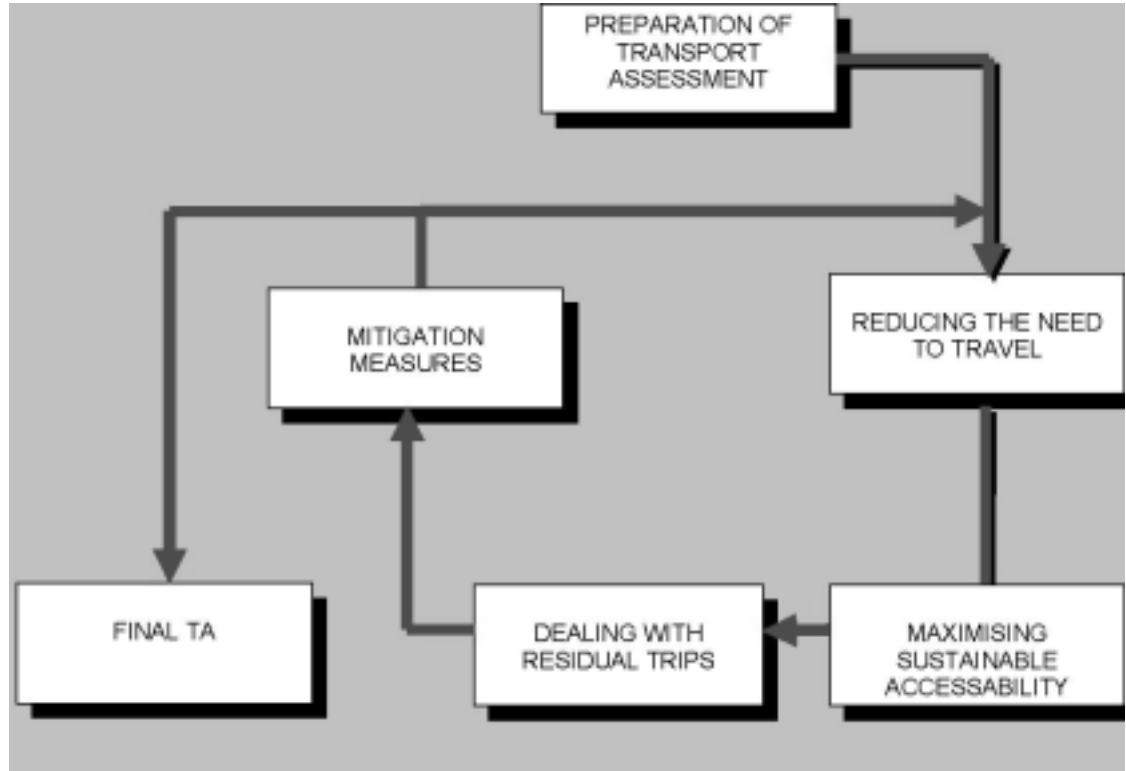 PREPARATION OF
TRANSPORT
ASSESSMENT
REDUCING THE NEED
TO TRAVEL
MITIGATION
MEASURES
FINAL TA
DEALING WITH
RESIDUAL TRIPS
MAXIMISING
SUSTAINABLE
ACCESSABILITY